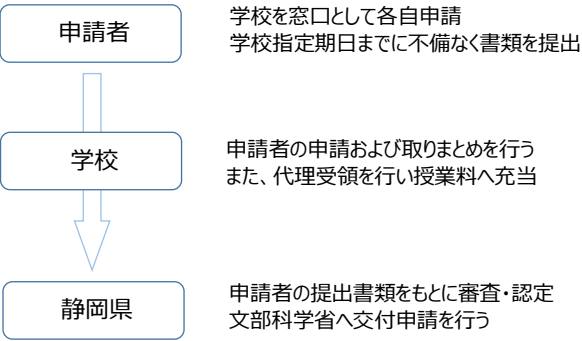 申請者
学校を窓口として各自申請
学校指定期日までに不備なく書類を提出
学校
申請者の申請および取りまとめを行う
また、代理受領を行い授業料へ充当
静岡県
申請者の提出書類をもとに審査・認定
文部科学省へ交付申請を行う